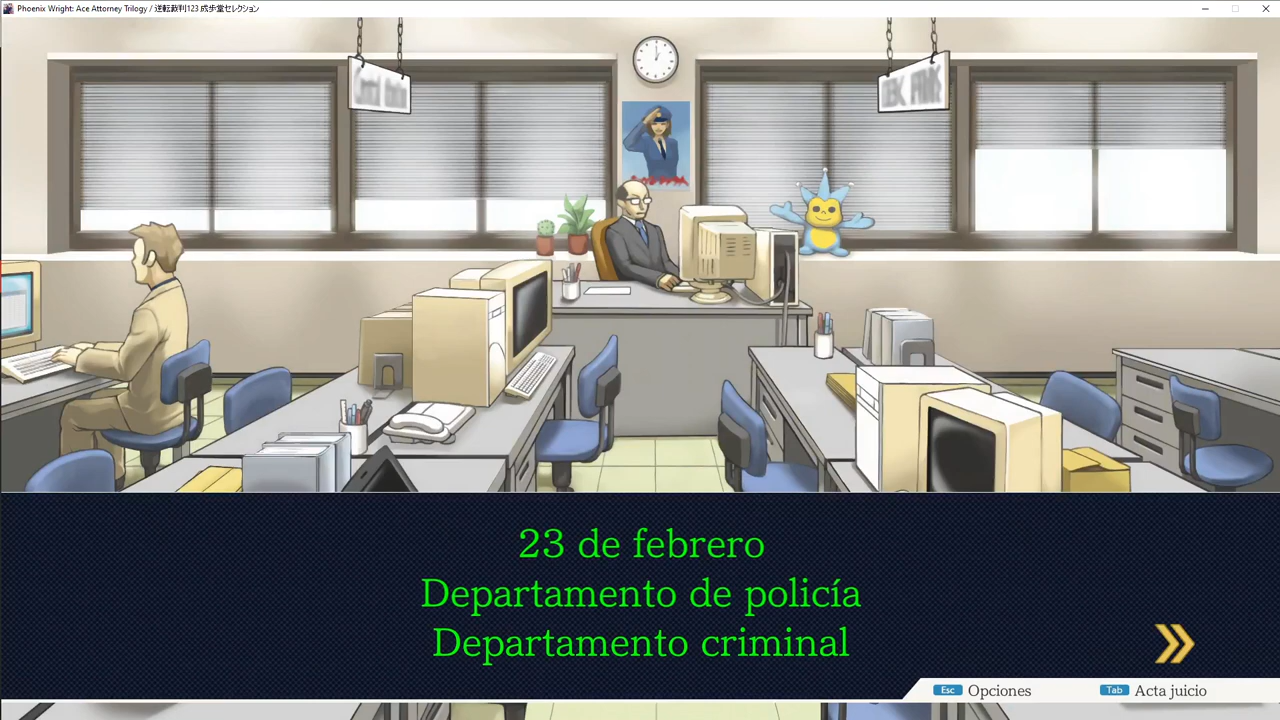 Phoenix Wright: Ace Attorney Trilogy / 逆転裁判123 成歩堂セレクション
23 de febrero
Departamento de policía
Departamento criminal
Esc Opciones
Tab Acta juicio